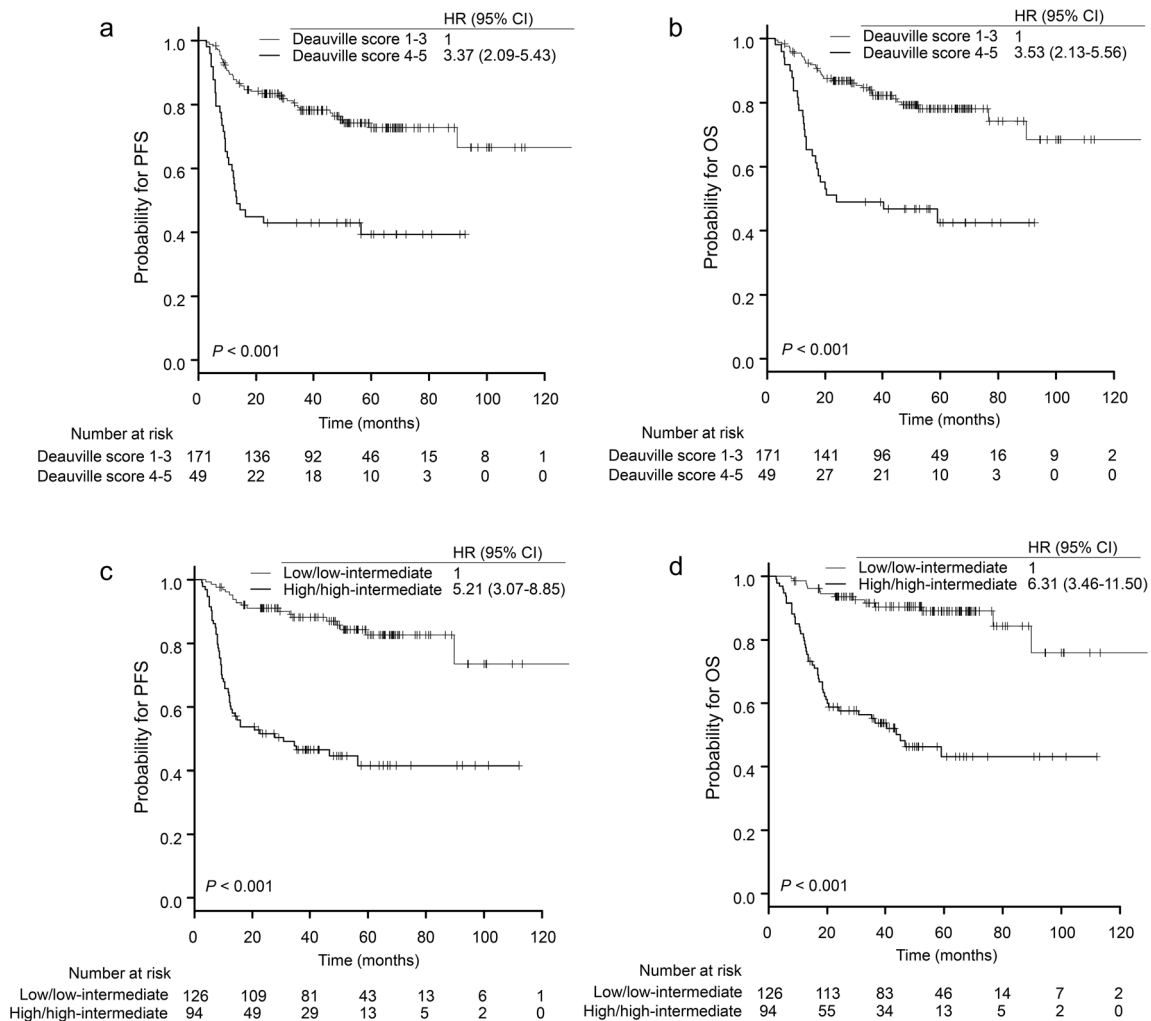 a
HR (95% CI)
Deauville score 1-3 1
Deauville score 4-5 3.37 (2.09-5.43)
Probability for PFS
1.0
0.8
0.6
0.4
0.2
0.0
P < 0.001
0 20 40 60 80 100 120
Time (months)
Number at risk
Deauville score 1-3 171 136 92 46 15 8 1
Deauville score 4-5 49 22 18 10 3 0 0
b
HR (95% CI)
Deauville score 1-3 1
Deauville score 4-5 3.53 (2.13-5.56)
Probability for OS
1.0
0.8
0.6
0.4
0.2
0.0
P < 0.001
0 20 40 60 80 100 120
Time (months)
Number at risk
Deauville score 1-3 171 141 96 49 16 9 2
Deauville score 4-5 49 27 21 10 3 0 0
c
HR (95% CI)
Low/low-intermediate 1
High/high-intermediate 5.21 (3.07-8.85)
Probability for PFS
1.0
0.8
0.6
0.4
0.2
0.0
P < 0.001
0 20 40 60 80 100 120
Time (months)
Number at risk
Low/low-intermediate 126 109 81 43 13 6 1
High/high-intermediate 94 49 29 13 5 2 0
d
HR (95% CI)
Low/low-intermediate 1
High/high-intermediate 6.31 (3.46-11.50)
Probability for OS
1.0
0.8
0.6
0.4
0.2
0.0
P < 0.001
0 20 40 60 80 100 120
Time (months)
Number at risk
Low/low-intermediate 126 113 83 46 14 7 2
High/high-intermediate 94 55 34 13 5 2 0